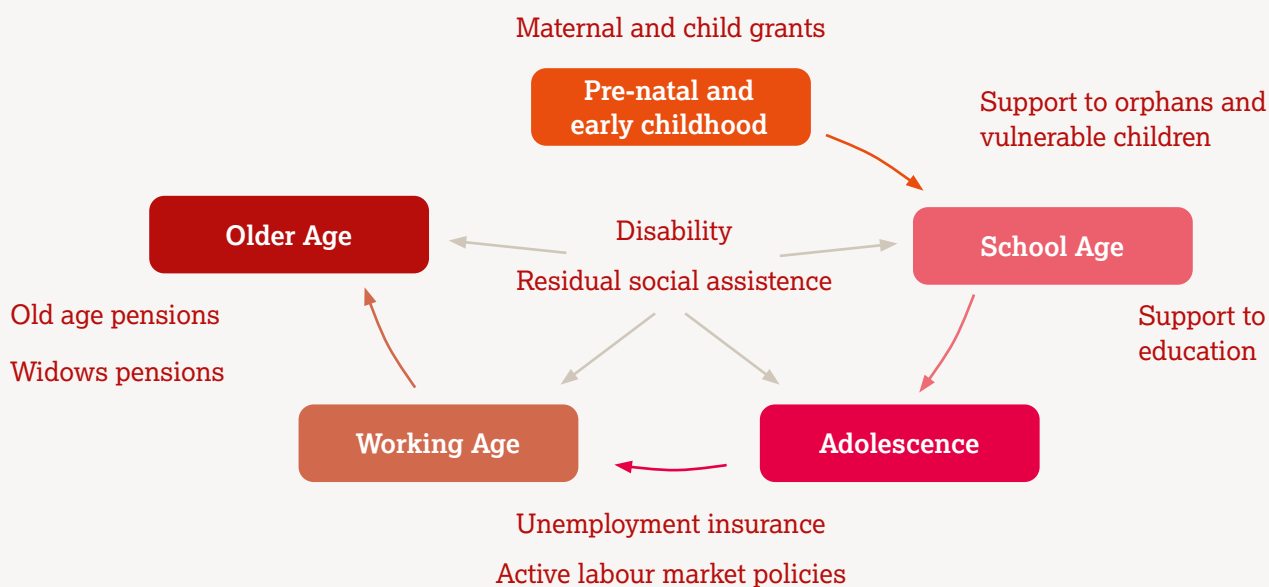 Maternal and child grants
Pre-natal and
early childhood
Support to orphans and
vulnerable children
Older Age
Disability
School Age
Residual social assistence
Old age pensions
Support to
education
Widows pensions
Working Age
Adolescence
Unemployment insurance
Active labour market policies